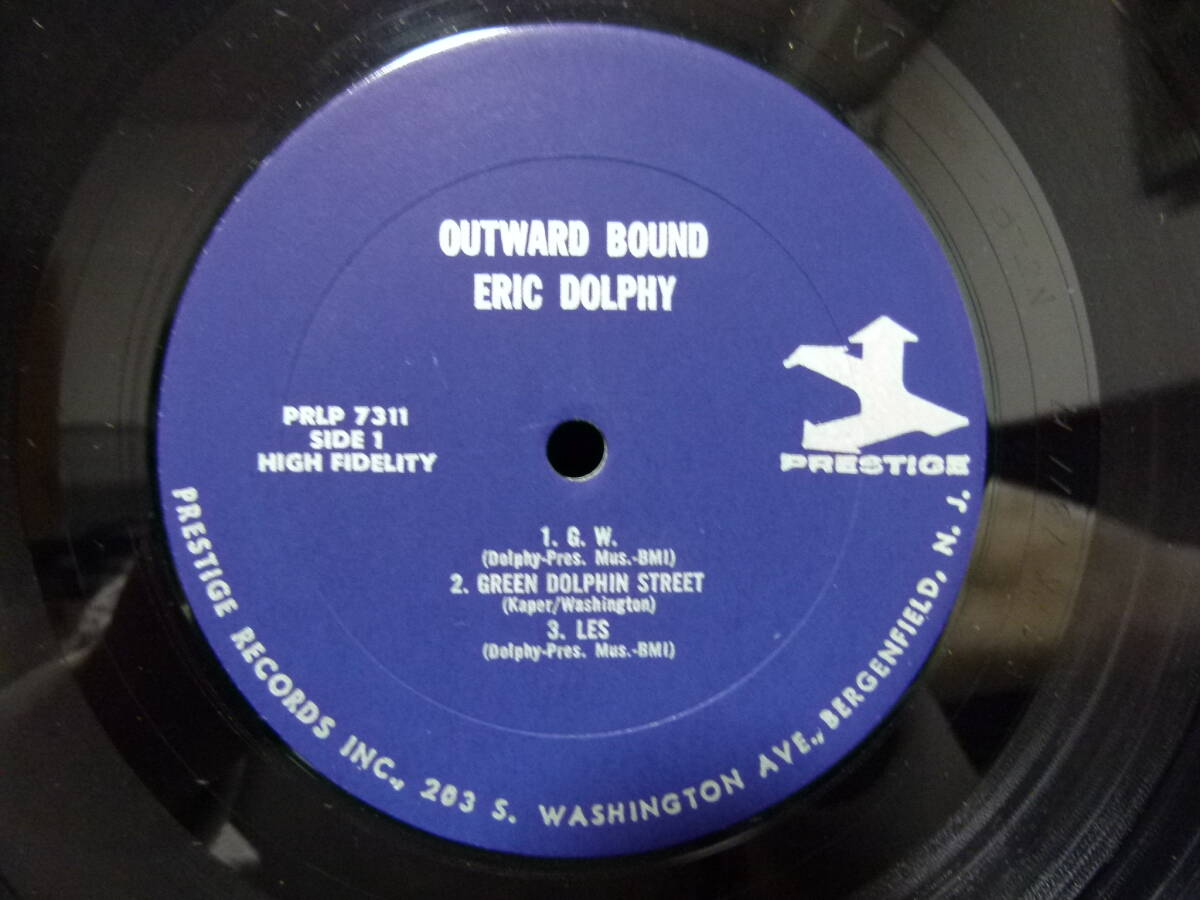 OUTWARD BOUND
ERIC DOLPHY
PRLP 7311
SIDE 1
HIGH FIDELITY
PRESTIGE
1. G. W.
(Dolphy-Pres. Mus.-BMI)
2. GREEN DOLPHIN STREET
(Kaper/Washington)
3. LES
(Dolphy-Pres. Mus.-BMI)
PRESTIGE RECORDS INC., 203 S. WASHINGTON AVE., BERGENFIELD, N. J.